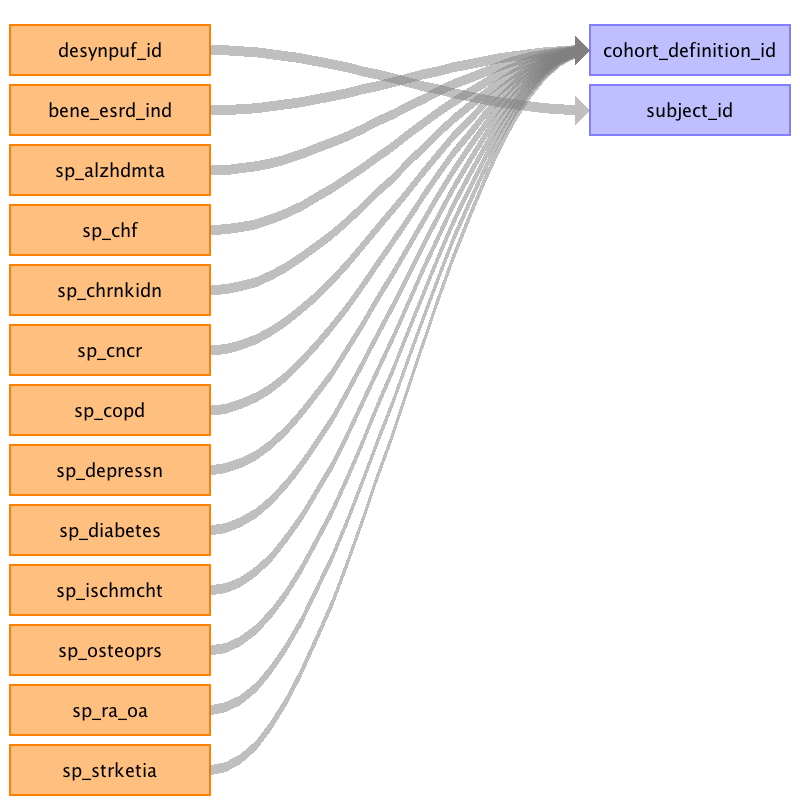 desynpuf_id
cohort_definition_id
bene_esrd_ind
subject_id
sp_alzhdmta
sp_chf
sp_chrnkidn
sp_cncr
sp_copd
sp_depressn
sp_diabetes
sp_ischmcht
sp_osteoprs
sp_ra_oa
sp_strketia